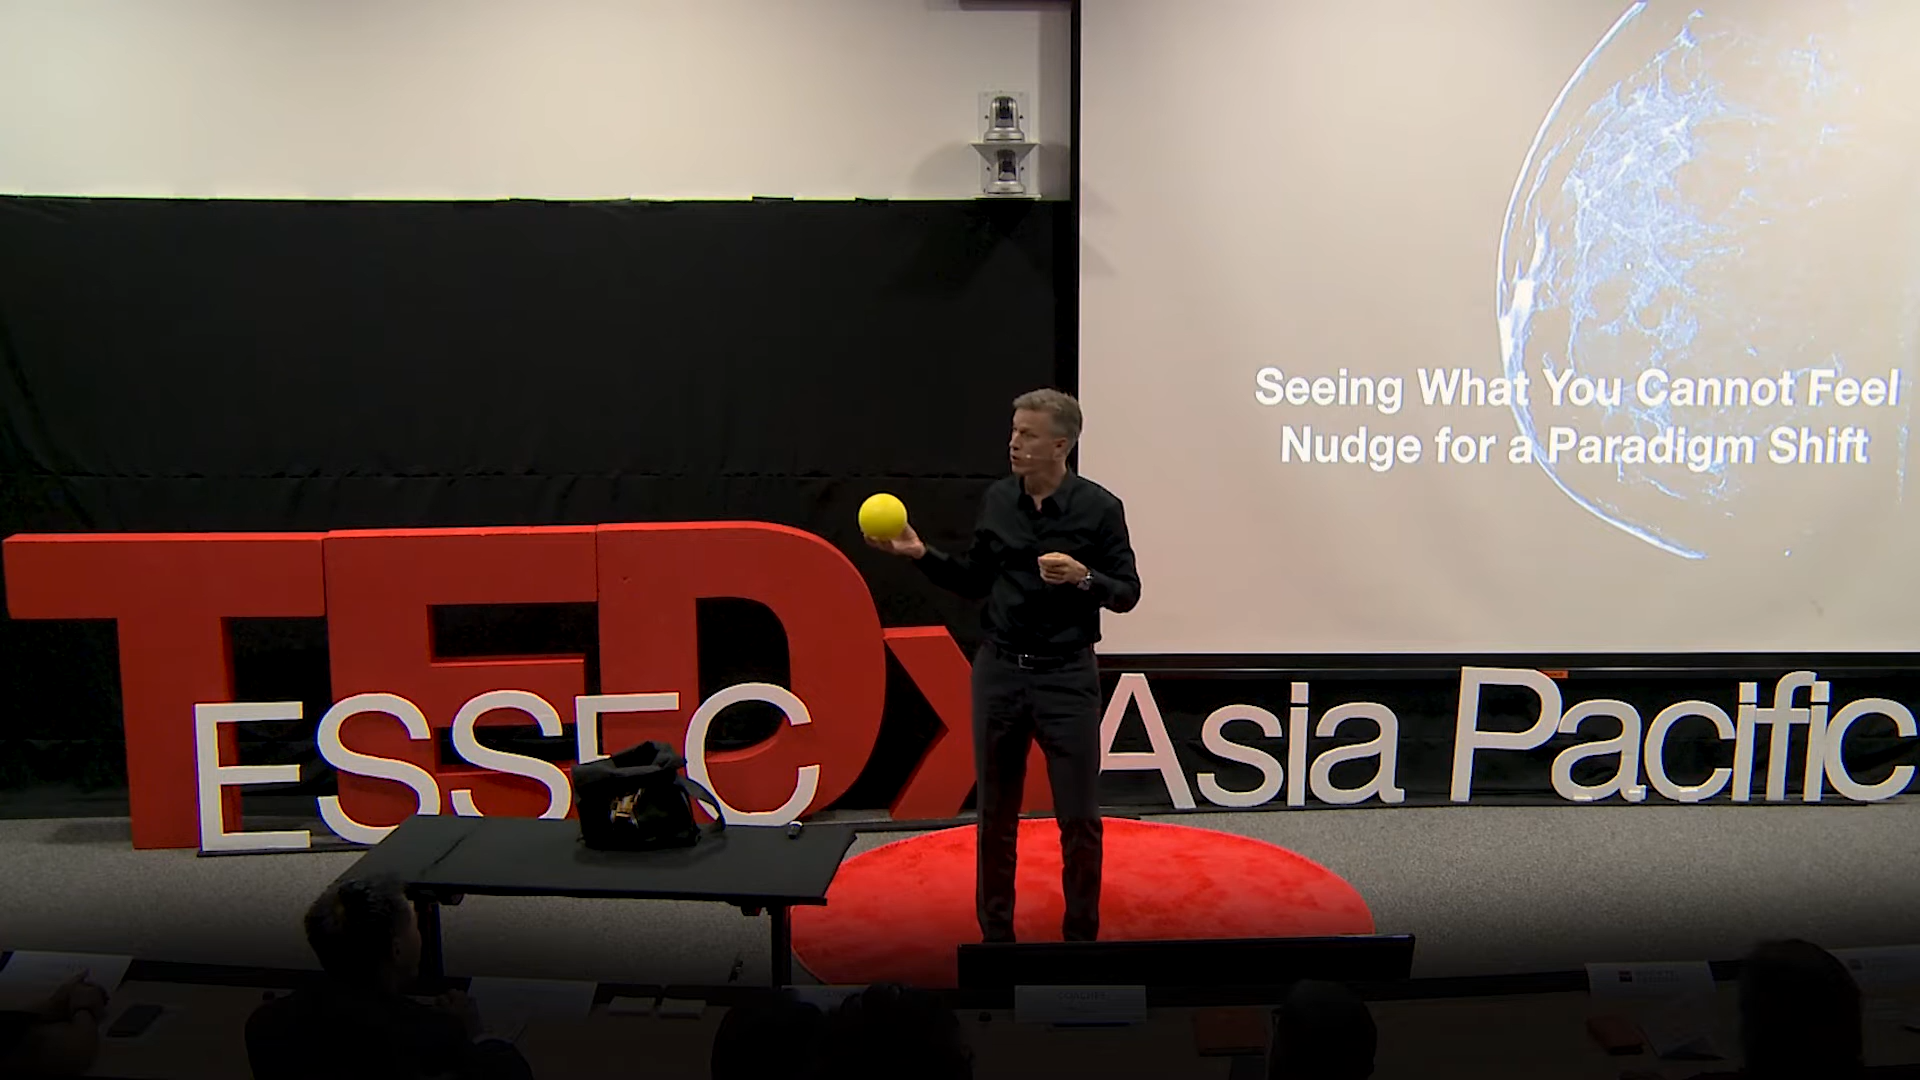 Seeing What You Cannot Feel
Nudge for a Paradigm Shift
TEDx
ESSEC Asia Pacific